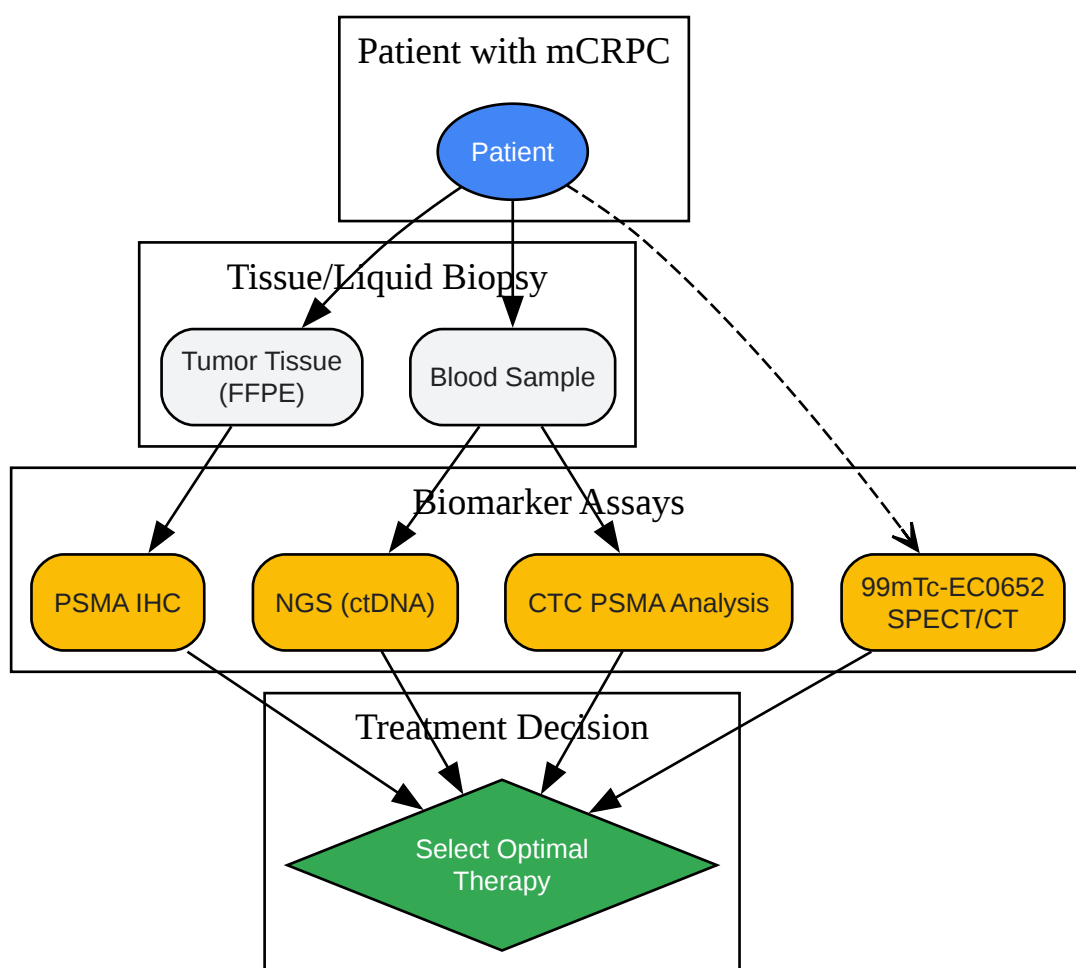 Patient with mCRPC
Patient
Tissue/Liquid Biopsy
Tumor Tissue
(FFPE)
Blood Sample
Biomarker Assays
PSMA IHC
NGS (ctDNA)
CTC PSMA Analysis
99mTc-EC0652
SPECT/CT
Treatment Decision
Select Optimal
Therapy